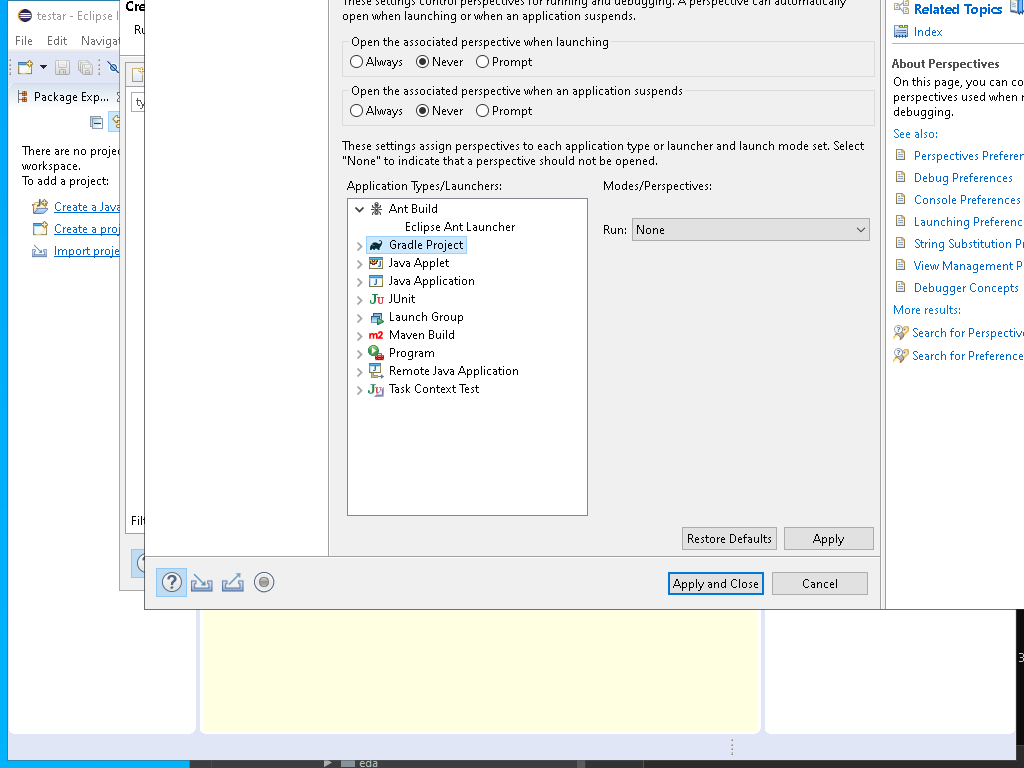 testar - Eclipse I
File Edit Naviga
Package Exp...
There are no proje
workspace.
To add a project:
Create a Java
Create a proj
Import proje
Cre
Ru
ty
Filt
These settings control perspectives for running and debugging. A perspective can automatically
open when launching or when an application suspends.
Open the associated perspective when launching
Always Never Prompt
Open the associated perspective when an application suspends
Always Never Prompt
These settings assign perspectives to each application type or launcher and launch mode set. Select
"None" to indicate that a perspective should not be opened.
Application Types/Launchers:
Modes/Perspectives:
Ant Build
Eclipse Ant Launcher
Gradle Project
Java Applet
Java Application
JUnit
Launch Group
m2 Maven Build
Program
Remote Java Application
Task Context Test
Run: None
Restore Defaults Apply
Apply and Close Cancel
Related Topics
Index
About Perspectives
On this page, you can co
perspectives used when r
debugging.
See also:
Perspectives Preferen
Debug Preferences
Console Preferences
Launching Preferenc
String Substitution P
View Management P
Debugger Concepts
More results:
Search for Perspective
Search for Preference
3
eda